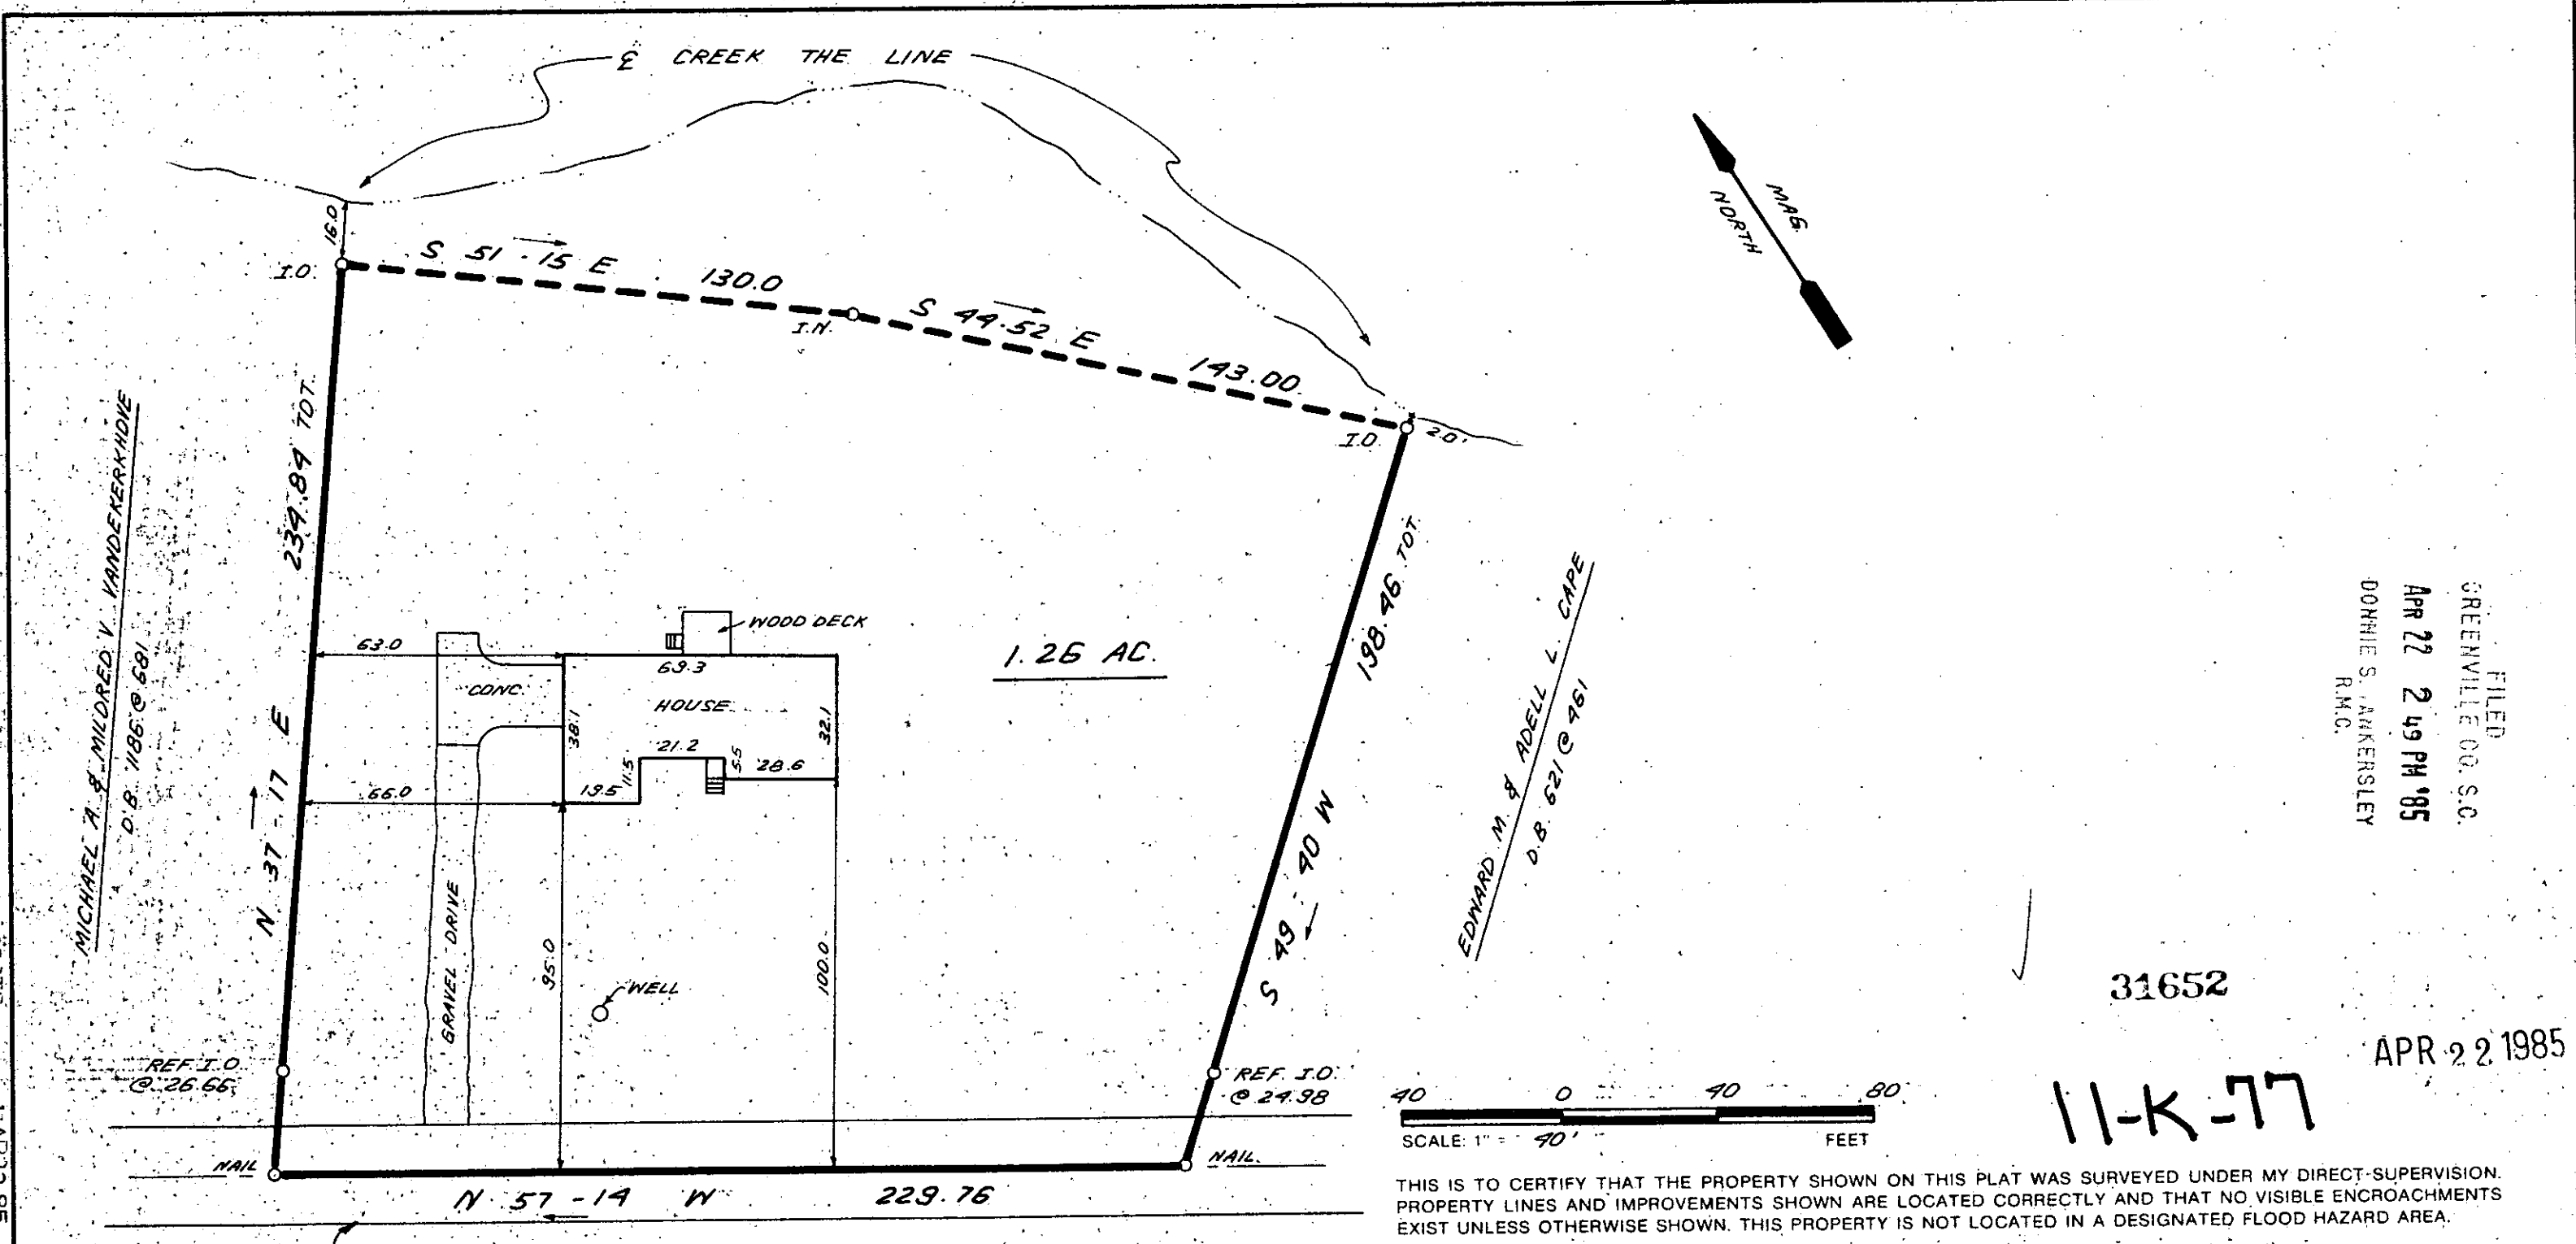 ℄ CREEK THE LINE
16.0
I.O.
S 51-15 E 130.0
I.N.
S 44-52 E 143.00
I.O. 2.0'
MAG.
NORTH
MICHAEL A. & MILDRED V. VANDEKERKHOVE
D.B. 1186 @ 681
N 37-17 E 234.84 TOT.
63.0
CONC.
WOOD DECK
69.3
HOUSE
38.1
32.1
21.2
11.5
5.5
28.6
19.5
66.0
1.26 AC.
198.46 TOT.
S 49-40 W
EDWARD M. & ADELL L. CAPE
D.B. 621 @ 461
GRAVEL DRIVE
95.0
WELL
100.0
REF. I.O.
@ 26.66
REF. I.O.
@ 24.98
NAIL
NAIL
N 57-14 W 229.76
FILED
GREENVILLE CO. S.C.
APR 22 2 49 PM '85
DONNIE S. TANKERSLEY
R.M.C.
31652
APR 22 1985
11-K-77
40 0 40 80
SCALE: 1" = 40' FEET
THIS IS TO CERTIFY THAT THE PROPERTY SHOWN ON THIS PLAT WAS SURVEYED UNDER MY DIRECT SUPERVISION.
PROPERTY LINES AND IMPROVEMENTS SHOWN ARE LOCATED CORRECTLY AND THAT NO VISIBLE ENCROACHMENTS
EXIST UNLESS OTHERWISE SHOWN. THIS PROPERTY IS NOT LOCATED IN A DESIGNATED FLOOD HAZARD AREA.